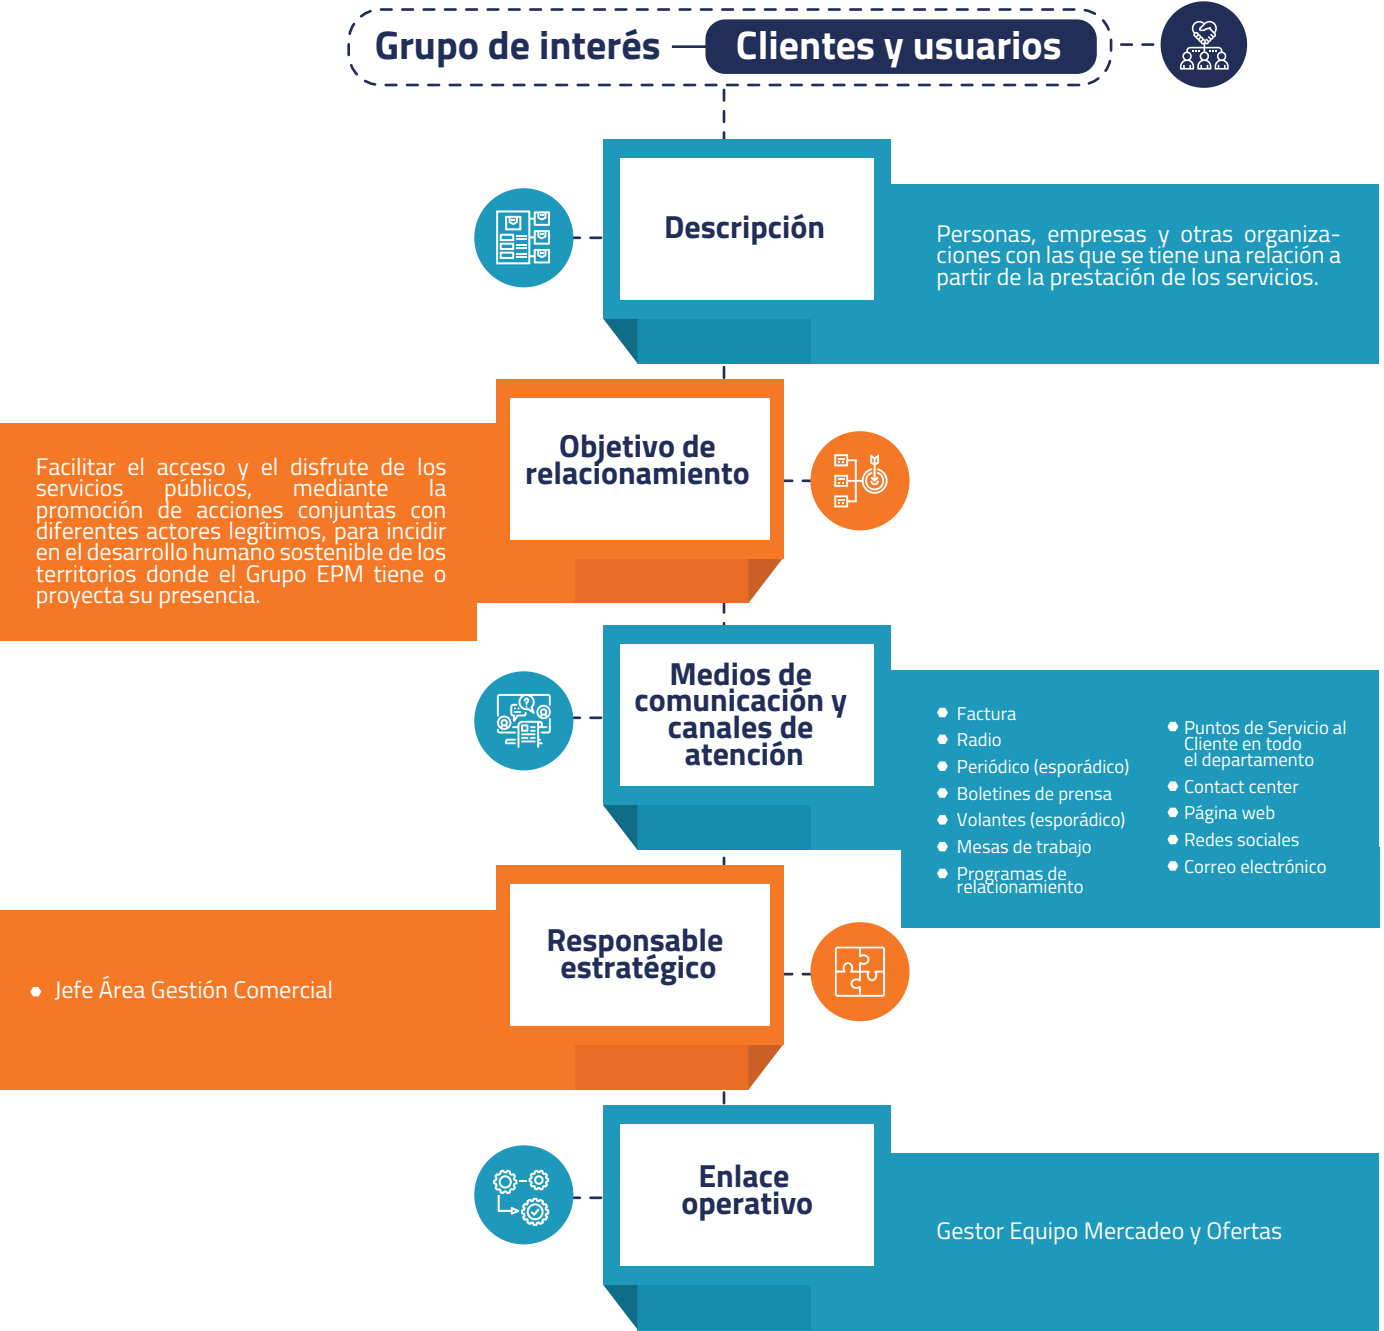 Grupo de interés
Clientes y usuarios
Descripción
Personas, empresas y otras organiza-
ciones con las que se tiene una relación a
partir de la prestación de los servicios.
Objetivo de
relacionamiento
Facilitar el acceso y el disfrute de los
servicios públicos, mediante la
promoción de acciones conjuntas con
diferentes actores legítimos, para incidir
en el desarrollo humano sostenible de los
territorios donde el Grupo EPM tiene o
proyecta su presencia.
Medios de
comunicación y
canales de
atención
Factura
Radio
Periódico (esporádico)
Boletines de prensa
Volantes (esporádico)
Mesas de trabajo
Programas de
relacionamiento
Puntos de Servicio al
Cliente en todo
el departamento
Contact center
Página web
Redes sociales
Correo electrónico
Responsable
estratégico
Jefe Área Gestión Comercial
Enlace
operativo
Gestor Equipo Mercadeo y Ofertas